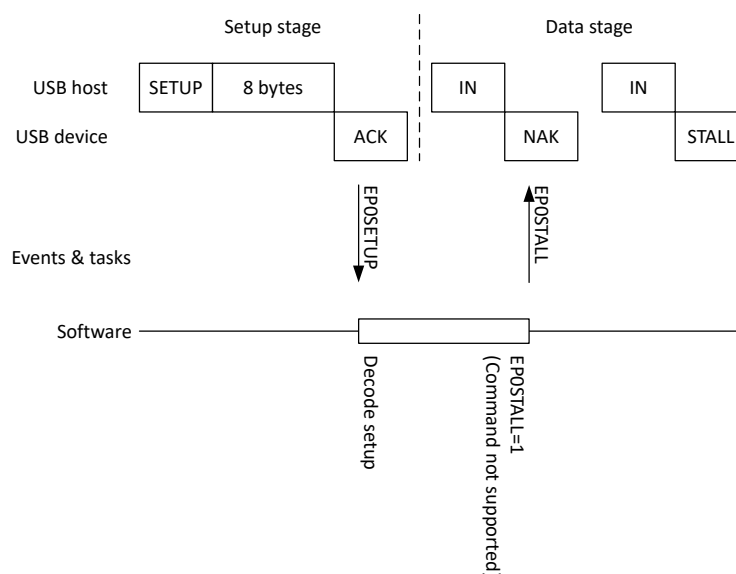 Setup stage
Data stage
USB host
SETUP
8 bytes
IN
IN
USB device
ACK
NAK
STALL
EP0SETUP
EP0STALL
Events & tasks
Software
Decode setup
EP0STALL=1
(Command not supported)